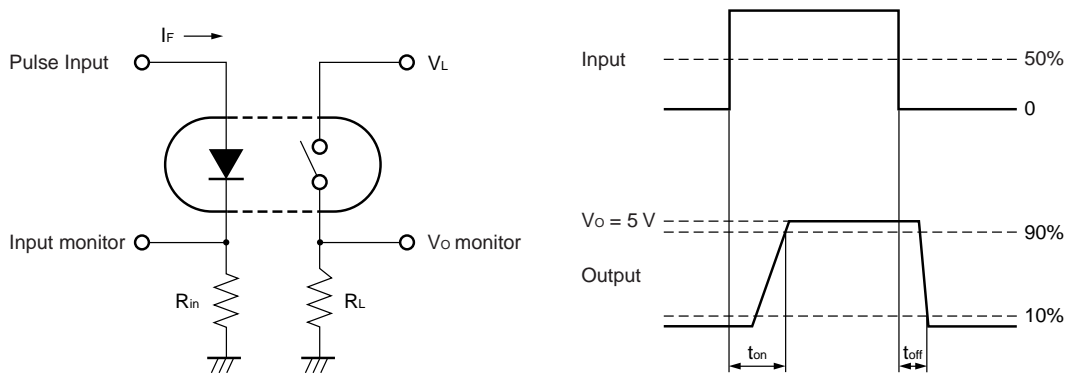 IF
Pulse Input
VL
Input monitor
VO monitor
Rin
RL
Input
50%
0
VO = 5 V
90%
Output
10%
ton
toff